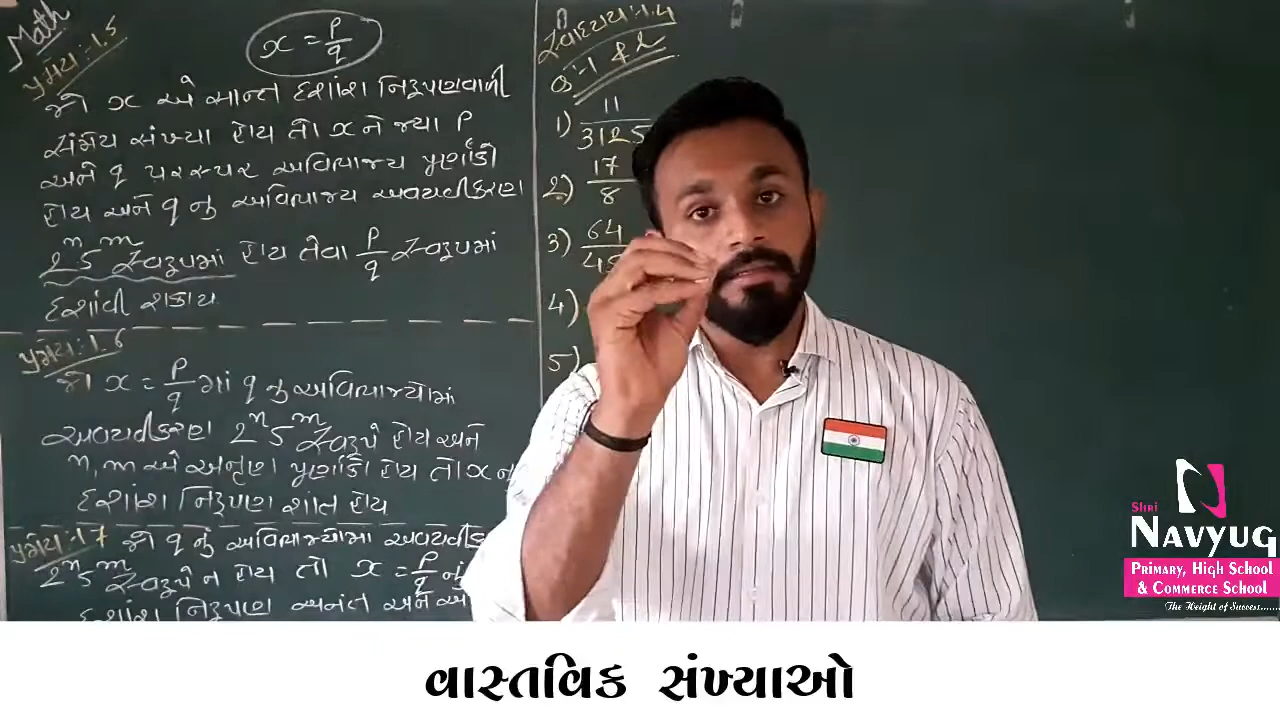 Math
પ્રમેય :- 1.5
x = p/q
જો x એ સાન્ત દશાંશ નિરૂપણવાળી
સંમેય સંખ્યા હોય તો x ને જ્યા p
અને q પરસ્પર અવિભાજ્ય પૂર્ણાંકો
હોય અને q નુ અવિભાજ્ય અવયવીકરણ
2ⁿ5ᵐ સ્વરૂપમાં હોય તેવા p/q સ્વરૂપમાં
દર્શાવી શકાય
પ્રમેય :- 1.6
જો x = p/q માં q નુ અવિભાજ્યોમાં
અવયવીકરણ 2ⁿ5ᵐ સ્વરૂપે હોય અને
n, m એ અનૃણ પૂર્ણાંકો હોય તો x નુ
દશાંશ નિરૂપણ શાંત હોય
પ્રમેય :- 1.7 જો q નું અવિભાજ્યોમા
2ⁿ5ᵐ સ્વરૂપે ન હોય તો x = p/q નું
દશાંશ નિરૂપણ અનંત અને
સ્વાધ્યાય :- 1.4
પ્ર :- 1 & 2
1) 11/3125
2) 17/8
3) 64/45
4)
5)
SHRI
NAVYUG
PRIMARY, HIGH SCHOOL
& COMMERCE SCHOOL
The Height of Success.......
વાસ્તવિક સંખ્યાઓ